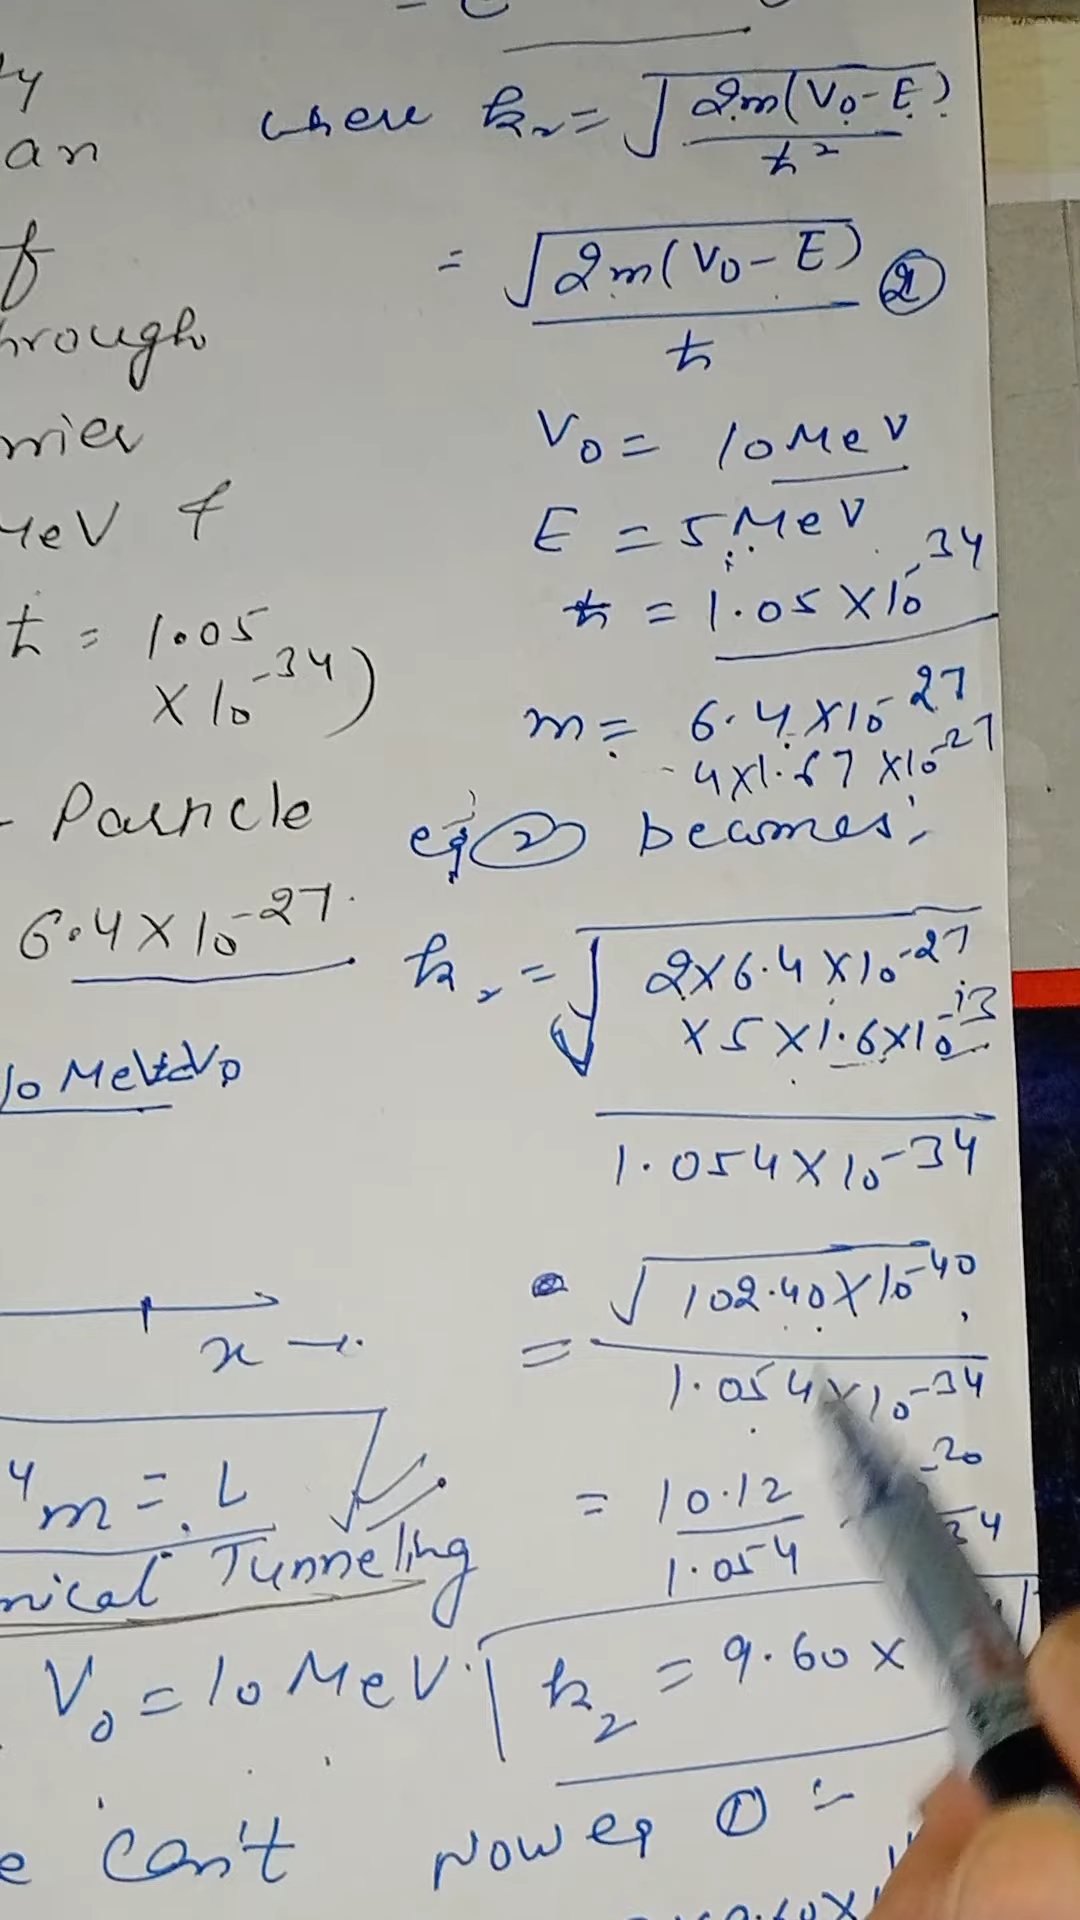 where k₂ = √(2m(V₀ - E) / ħ²)
an
= √(2m(V₀ - E)) / ħ ②
hrough
V₀ = 10 MeV
MeV &
E = 5 MeV
ħ = 1.05 × 10⁻³⁴)
ħ = 1.05 × 10⁻³⁴
m = 6.4 × 10⁻²⁷
4×1.67 × 10⁻²⁷
- Particle
eq ② becomes:
6.4 × 10⁻²⁷
k₂ = √(2 × 6.4 × 10⁻²⁷
× 5 × 1.6 × 10⁻¹³)
10 MeV = V₀
1.054 × 10⁻³⁴
= √(102.40 × 10⁻⁴⁰)
x →
1.054 × 10⁻³⁴
⁴m = L
= 10.12 / 1.054
nical Tunneling
V₀ = 10 MeV
k₂ = 9.60 ×
can't
Now eq ① :-